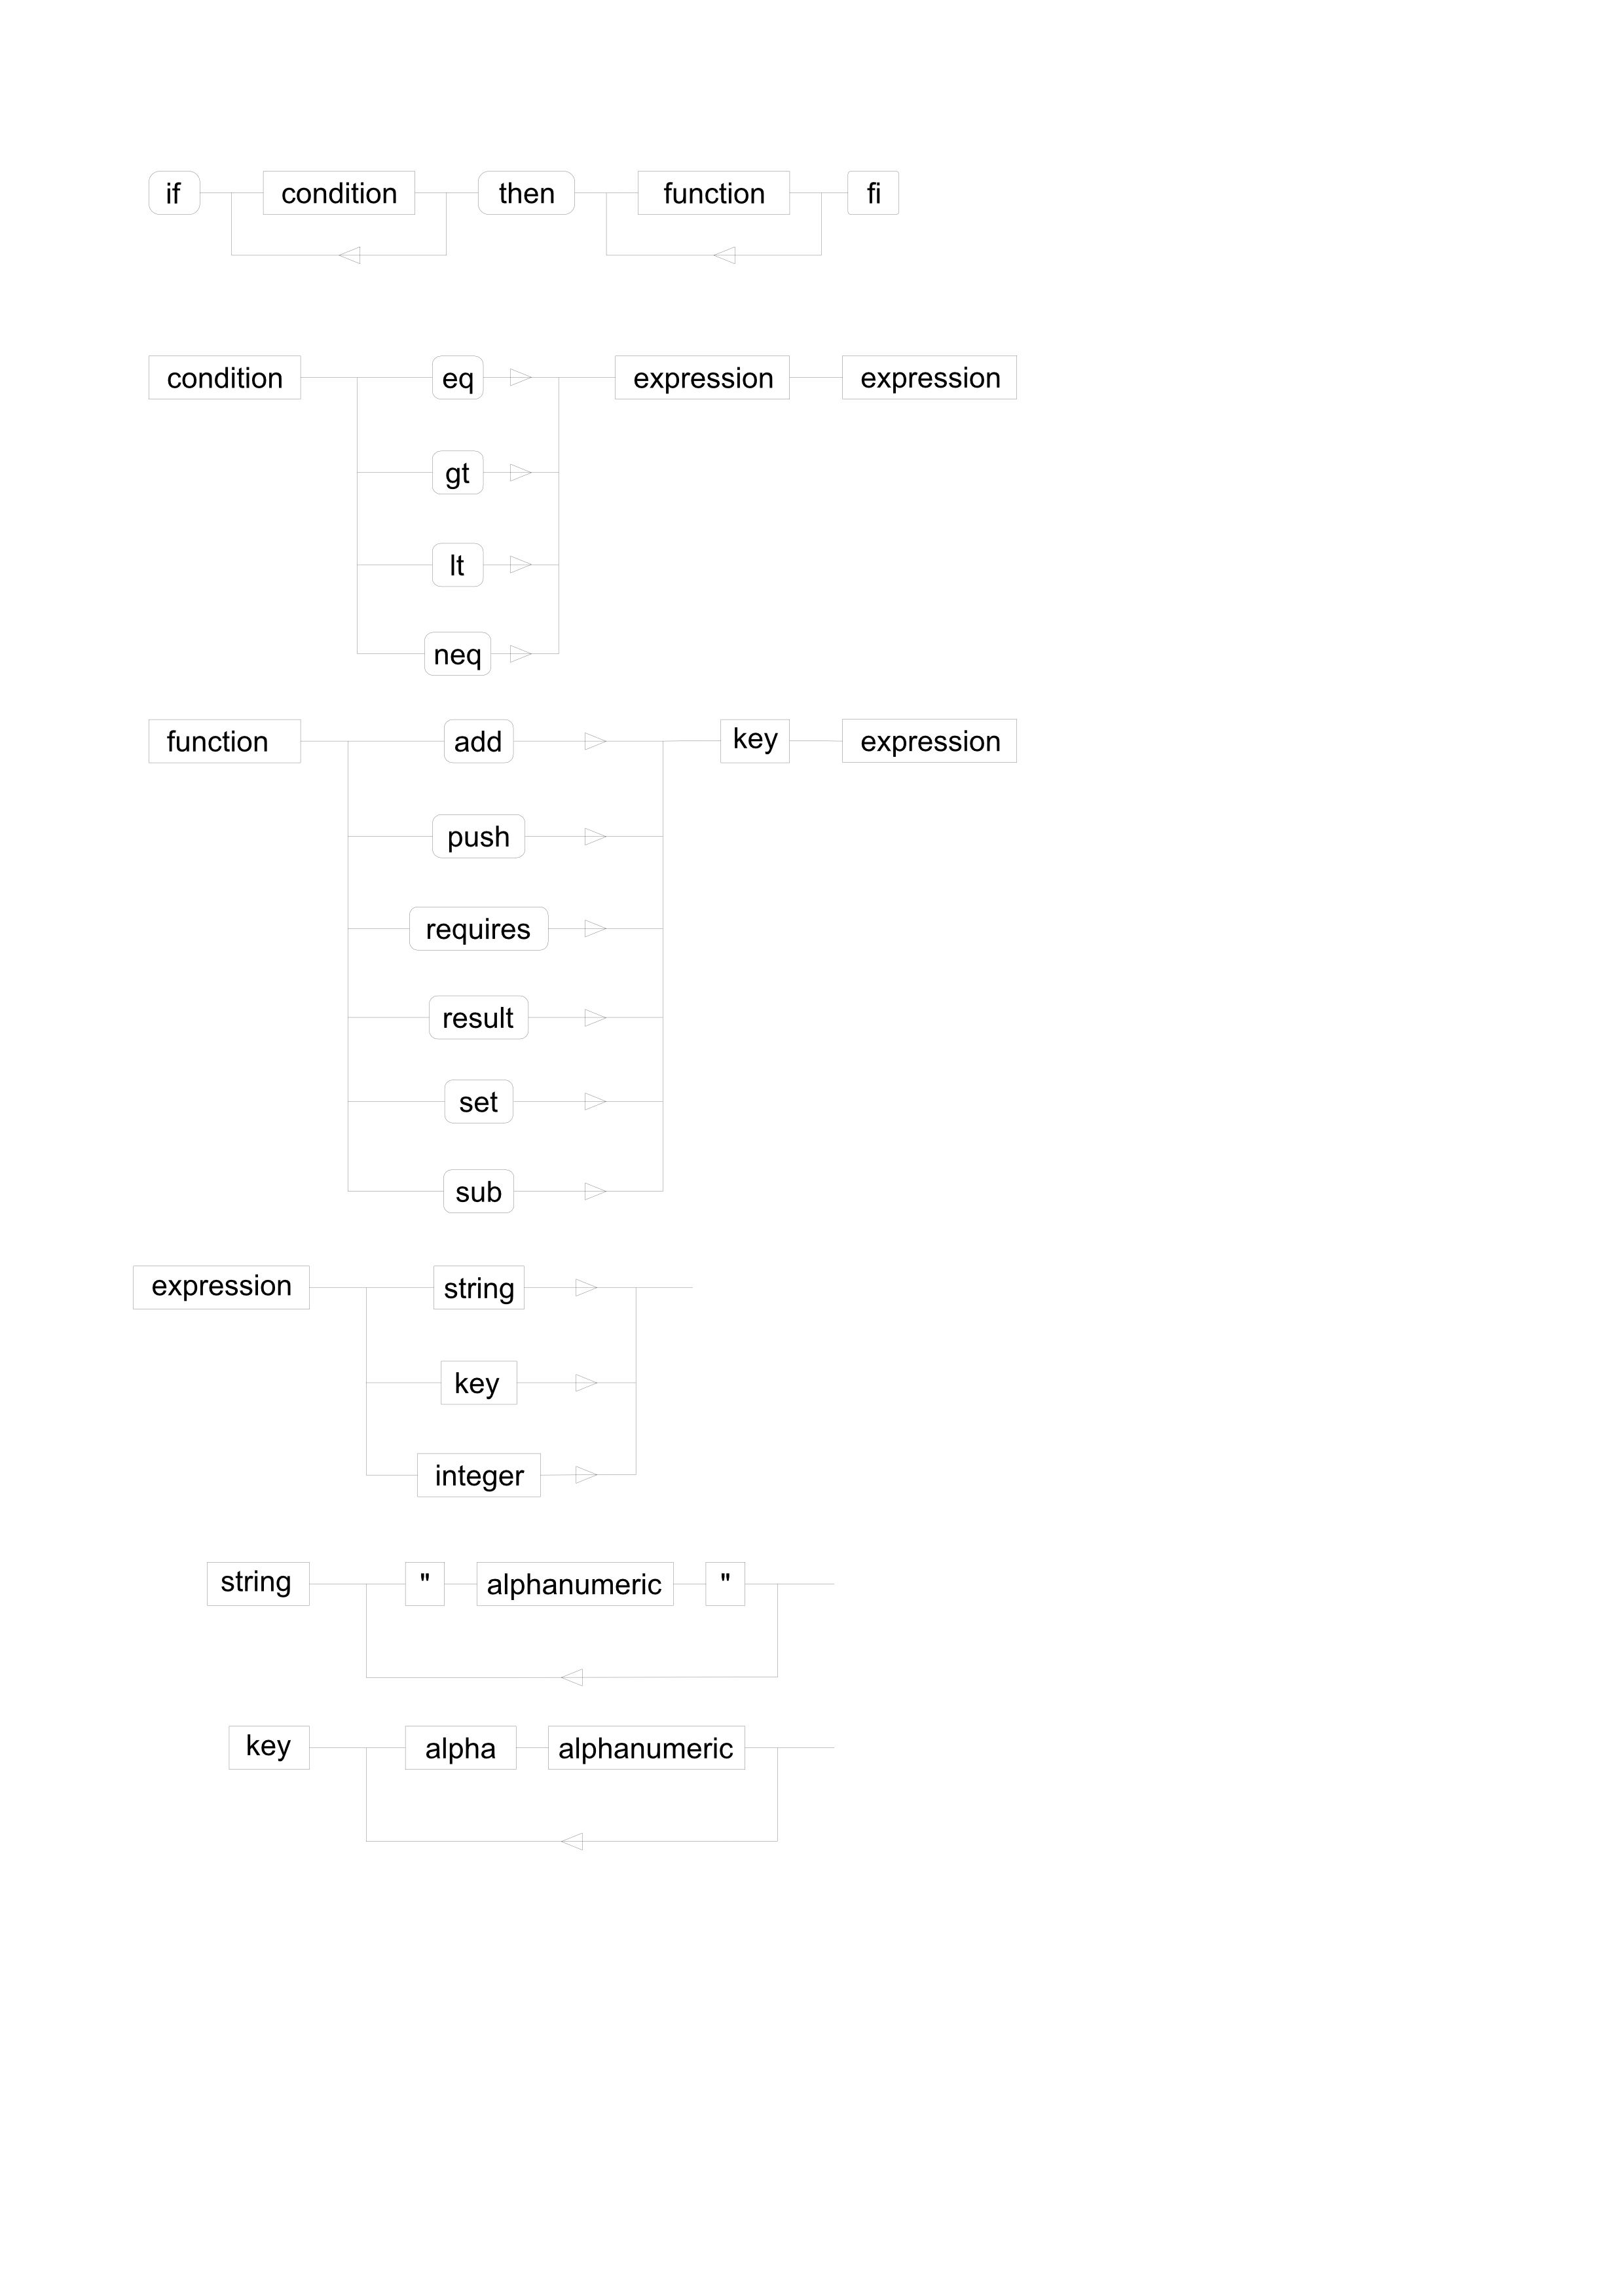 if condition then function fi
condition eq expression expression
gt
lt
neq
function add key expression
push
requires
result
set
sub
expression string
key
integer
string " alphanumeric "
key alpha alphanumeric